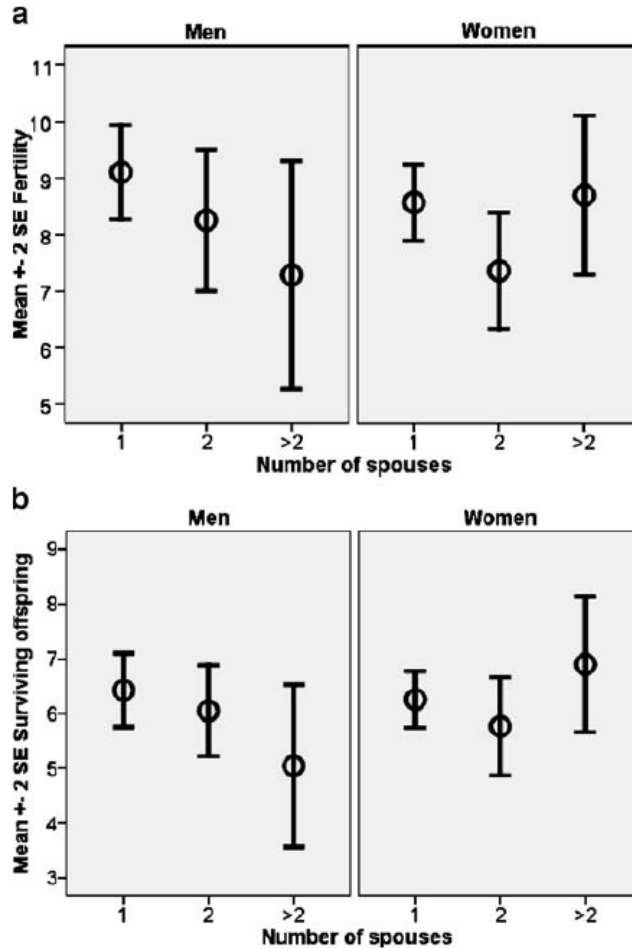 a
Men Women
Mean +- 2 SE Fertility
11
10
9
8
7
6
5
1 2 >2 1 2 >2
Number of spouses
b
Men Women
Mean +- 2 SE Surviving offspring
9
8
7
6
5
4
3
1 2 >2 1 2 >2
Number of spouses